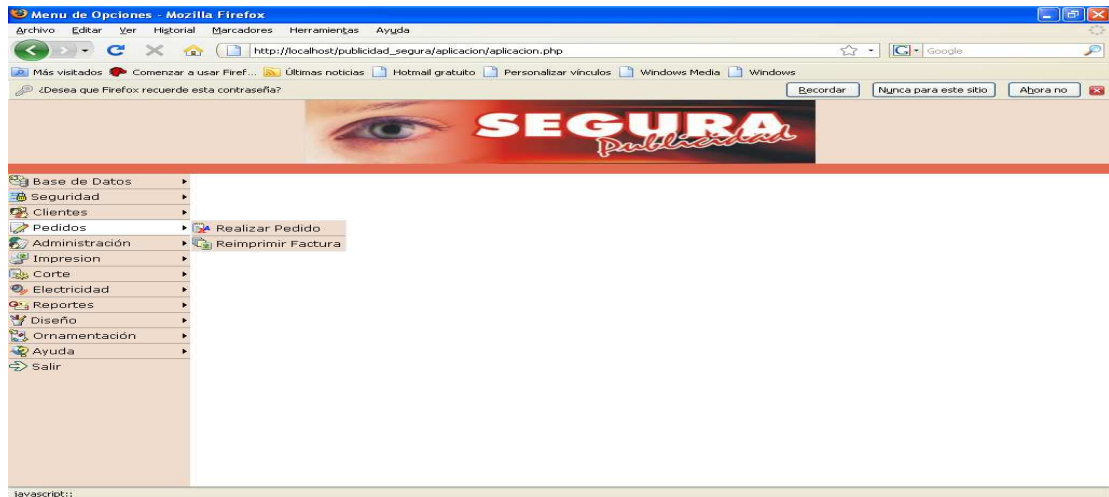 Menu de Opciones - Mozilla Firefox
Archivo Editar Ver Historial Marcadores Herramientas Ayuda
http://localhost/publicidad_segura/aplicacion/aplicacion.php
G Google
Más visitados Comenzar a usar Firef... Últimas noticias Hotmail gratuito Personalizar vínculos Windows Media Windows
¿Desea que Firefox recuerde esta contraseña? Recordar Nunca para este sitio Ahora no
SEGURA
Publicidad
Base de Datos
Seguridad
Clientes
Pedidos Realizar Pedido
Administración Reimprimir Factura
Impresion
Corte
Electricidad
Reportes
Diseño
Ornamentación
Ayuda
Salir
javascript:;